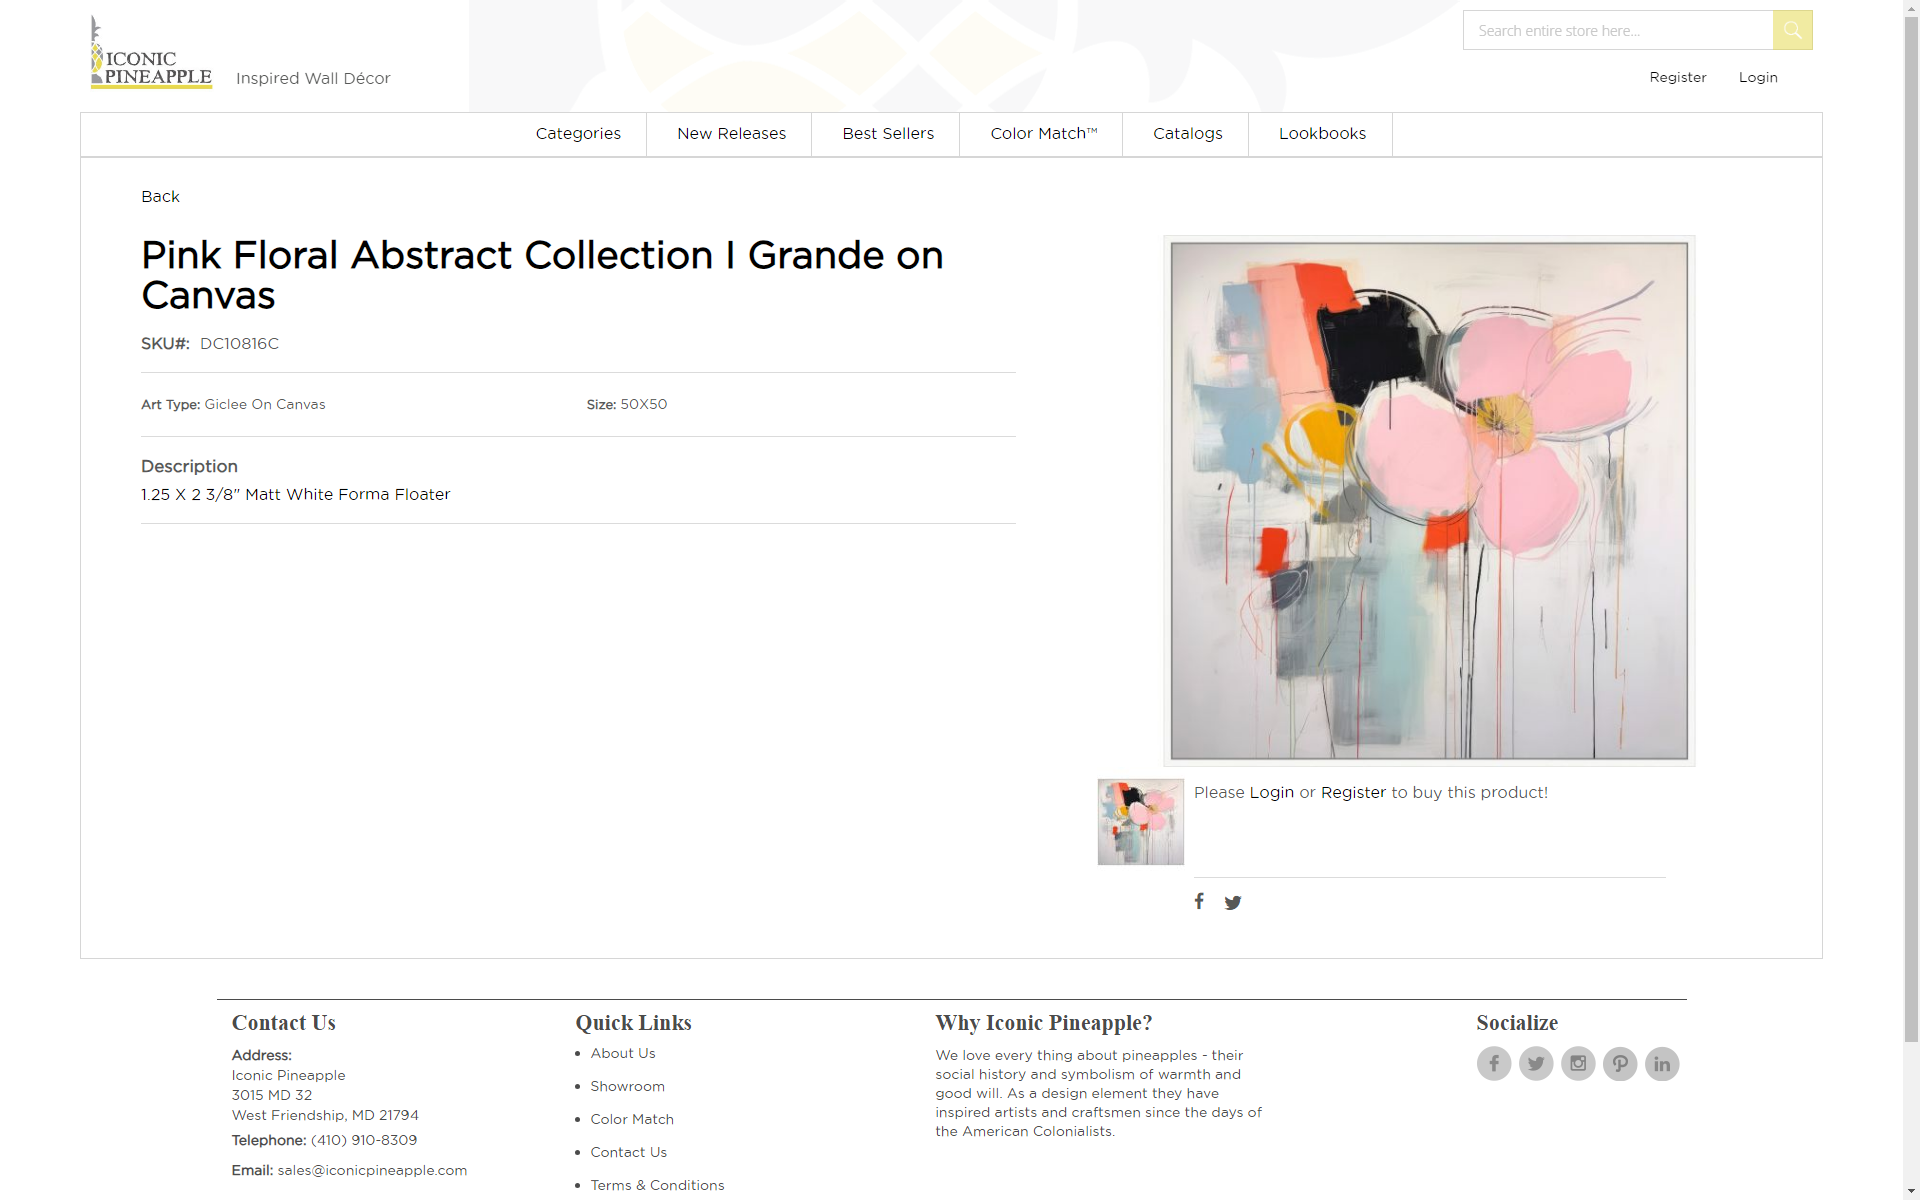 ICONIC
PINEAPPLE
Inspired Wall Décor
Search entire store here...
Register
Login
Categories
New Releases
Best Sellers
Color Match™
Catalogs
Lookbooks
Back
Pink Floral Abstract Collection I Grande on
Canvas
SKU#: DC10816C
Art Type: Giclee On Canvas
Size: 50X50
Description
1.25 X 2 3/8" Matt White Forma Floater
Please Login or Register to buy this product!
Contact Us
Address:
Iconic Pineapple
3015 MD 32
West Friendship, MD 21794
Telephone: (410) 910-8309
Email: sales@iconicpineapple.com
Quick Links
About Us
Showroom
Color Match
Contact Us
Terms & Conditions
Why Iconic Pineapple?
We love every thing about pineapples - their
social history and symbolism of warmth and
good will. As a design element they have
inspired artists and craftsmen since the days of
the American Colonialists.
Socialize